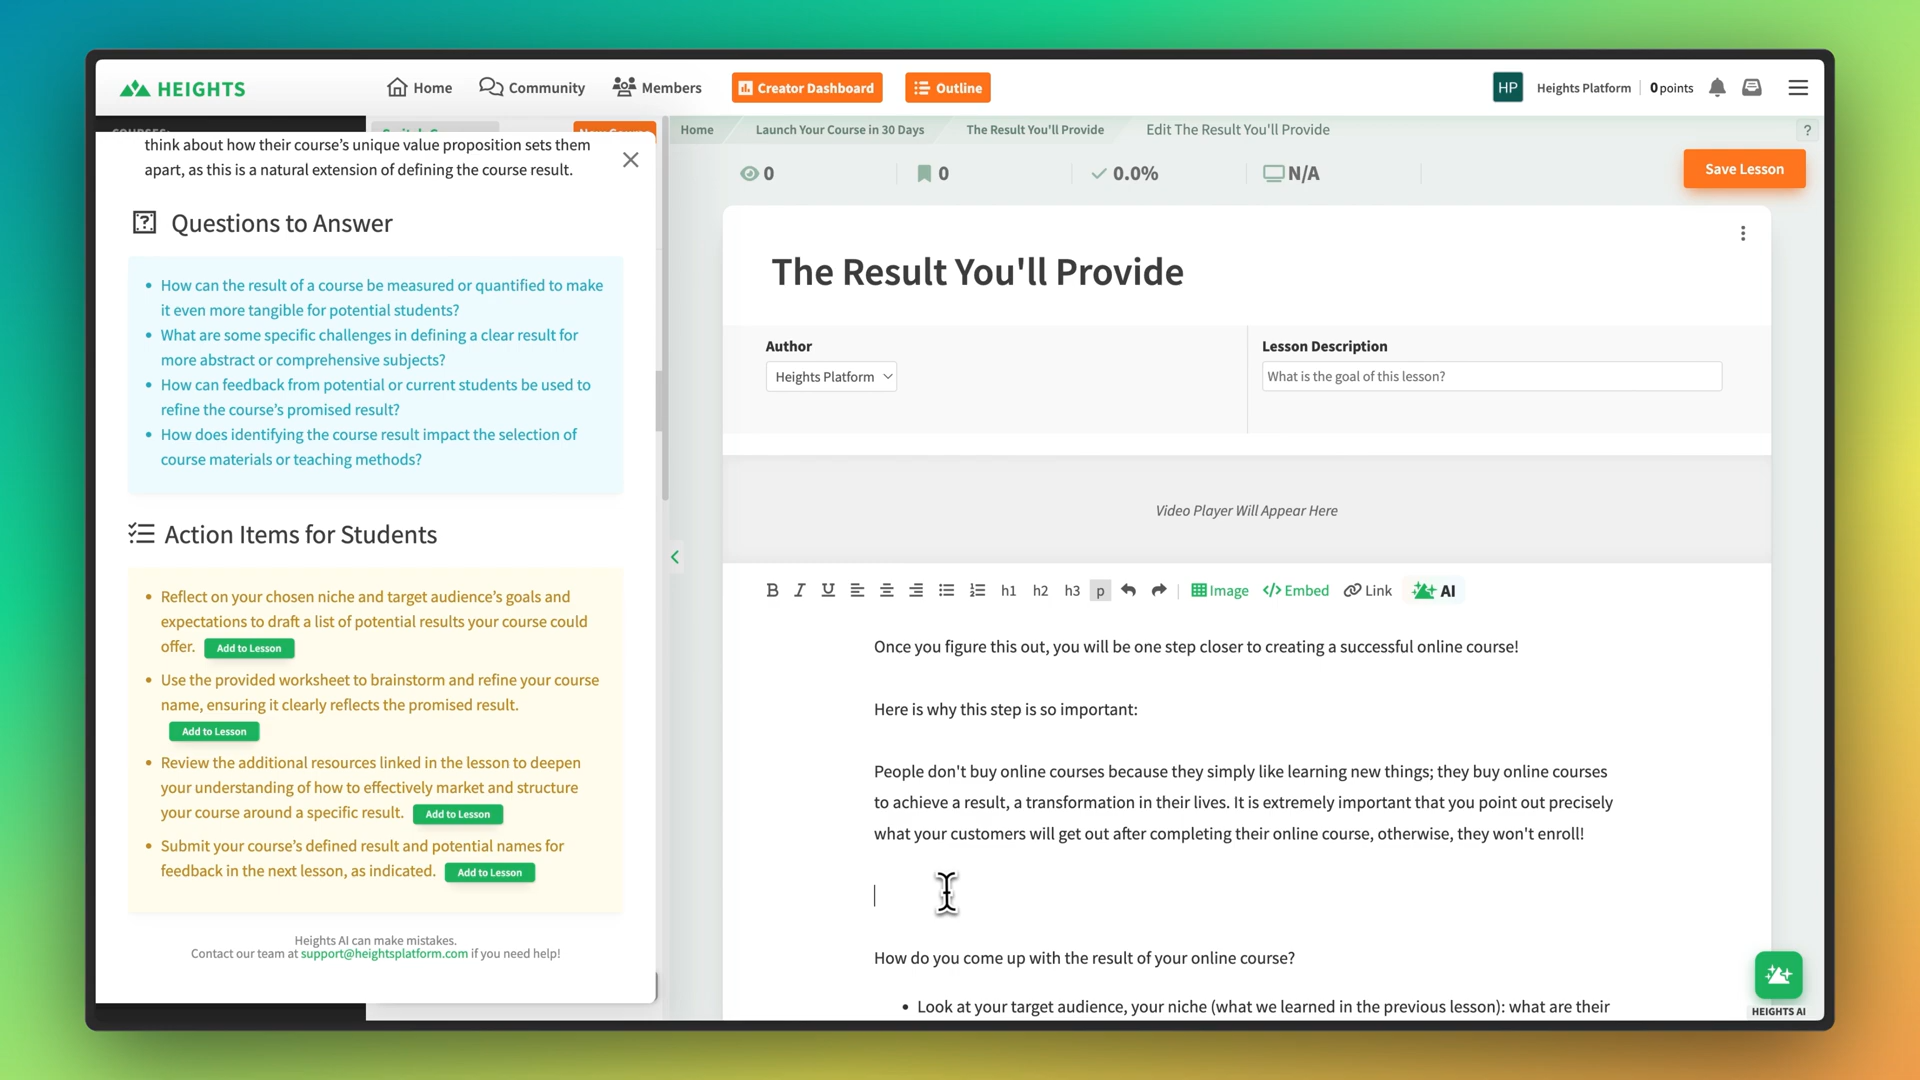 HEIGHTS
Home
Community
Members
Creator Dashboard
Outline
HP
Heights Platform
0 points
COURSES:
think about how their course’s unique value proposition sets them
apart, as this is a natural extension of defining the course result.
Questions to Answer
• How can the result of a course be measured or quantified to make
it even more tangible for potential students?
• What are some specific challenges in defining a clear result for
more abstract or comprehensive subjects?
• How can feedback from potential or current students be used to
refine the course’s promised result?
• How does identifying the course result impact the selection of
course materials or teaching methods?
Action Items for Students
• Reflect on your chosen niche and target audience’s goals and
expectations to draft a list of potential results your course could
offer. Add to Lesson
• Use the provided worksheet to brainstorm and refine your course
name, ensuring it clearly reflects the promised result.
Add to Lesson
• Review the additional resources linked in the lesson to deepen
your understanding of how to effectively market and structure
your course around a specific result. Add to Lesson
• Submit your course’s defined result and potential names for
feedback in the next lesson, as indicated. Add to Lesson
Heights AI can make mistakes.
Contact our team at support@heightsplatform.com if you need help!
Home
Launch Your Course in 30 Days
The Result You'll Provide
Edit The Result You'll Provide
?
0
0
0.0%
N/A
Save Lesson
The Result You'll Provide
Author
Heights Platform
Lesson Description
What is the goal of this lesson?
Video Player Will Appear Here
B I U h1 h2 h3 p Image </> Embed Link AI
Once you figure this out, you will be one step closer to creating a successful online course!
Here is why this step is so important:
People don't buy online courses because they simply like learning new things; they buy online courses
to achieve a result, a transformation in their lives. It is extremely important that you point out precisely
what your customers will get out after completing their online course, otherwise, they won't enroll!
How do you come up with the result of your online course?
• Look at your target audience, your niche (what we learned in the previous lesson): what are their
HEIGHTS AI